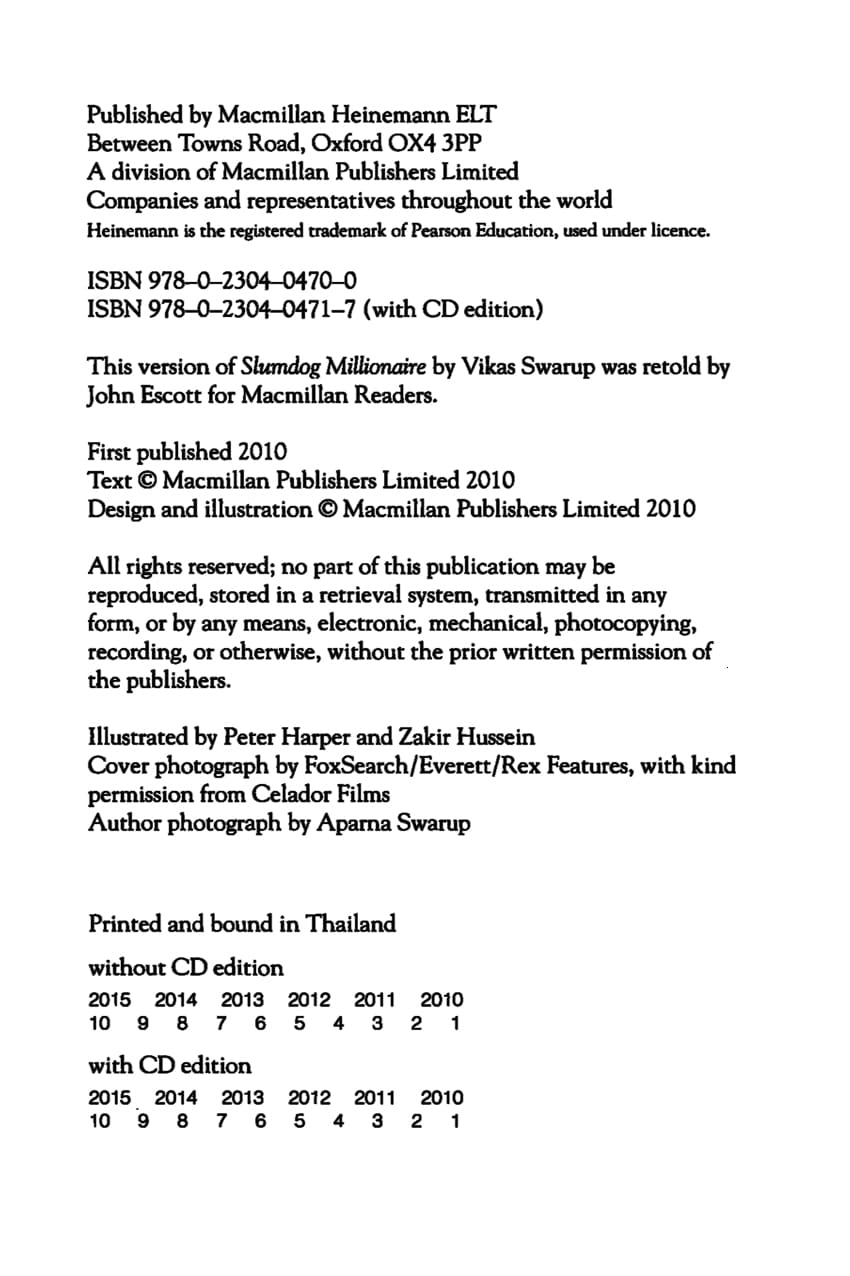 Published by Macmillan Heinemann ELT
Between Towns Road, Oxford OX4 3PP
A division of Macmillan Publishers Limited
Companies and representatives throughout the world
Heinemann is the registered trademark of Pearson Education, used under licence.
ISBN 978–0–2304–0470–0
ISBN 978–0–2304–0471–7 (with CD edition)
This version of Slumdog Millionaire by Vikas Swarup was retold by
John Escott for Macmillan Readers.
First published 2010
Text © Macmillan Publishers Limited 2010
Design and illustration © Macmillan Publishers Limited 2010
All rights reserved; no part of this publication may be
reproduced, stored in a retrieval system, transmitted in any
form, or by any means, electronic, mechanical, photocopying,
recording, or otherwise, without the prior written permission of
the publishers.
Illustrated by Peter Harper and Zakir Hussein
Cover photograph by FoxSearch/Everett/Rex Features, with kind
permission from Celador Films
Author photograph by Aparna Swarup
Printed and bound in Thailand
without CD edition
2015 2014 2013 2012 2011 2010
10 9 8 7 6 5 4 3 2 1
with CD edition
2015 2014 2013 2012 2011 2010
10 9 8 7 6 5 4 3 2 1